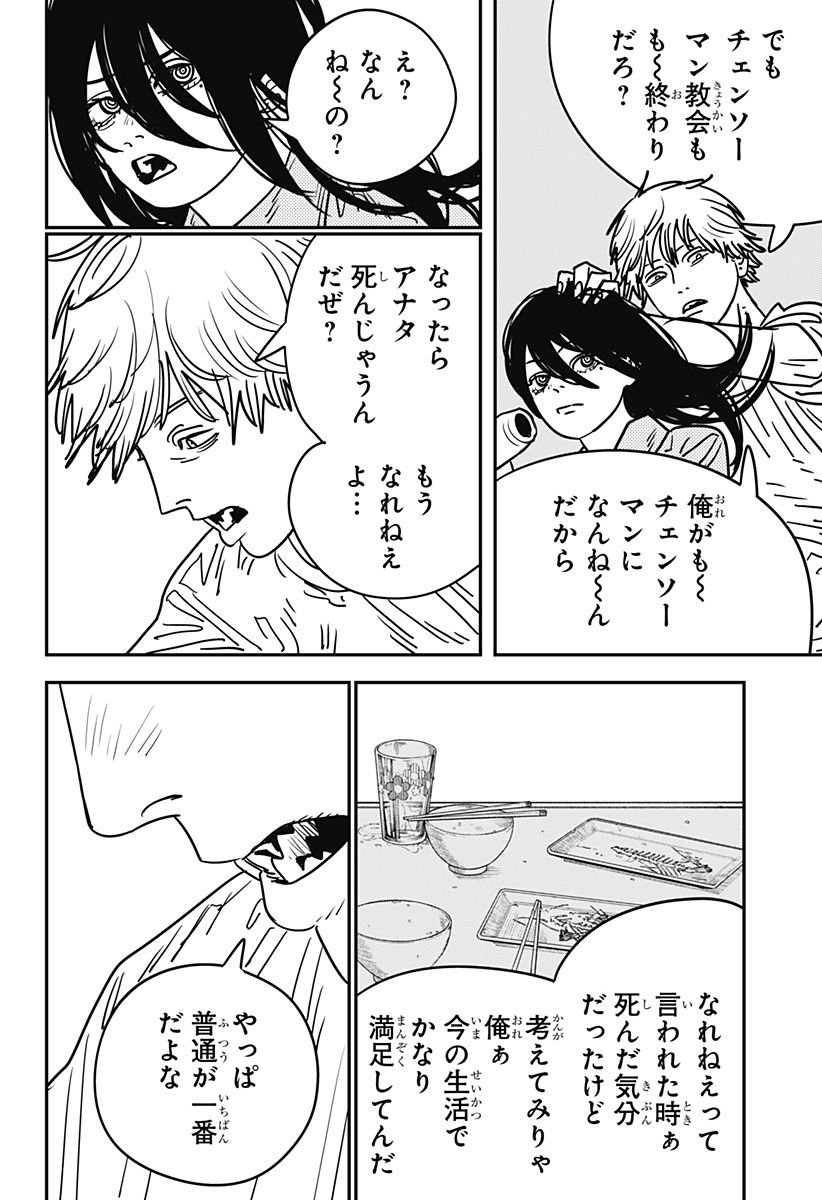 でも
チェンソー
マン教会も
も〜終わり
だろ？
俺がも〜
チェンソー
マンに
なんね〜ん
だから
え？
なん
ね〜の？
なったら
アナタ
死んじゃうん
だぜ？
もう
なれねえ
よ…
なれねえって
言われた時ぁ
死んだ気分
だったけど
考えてみりゃ
俺ぁ
今の生活で
かなり
満足してんだ
やっぱ
普通が一番
だよな